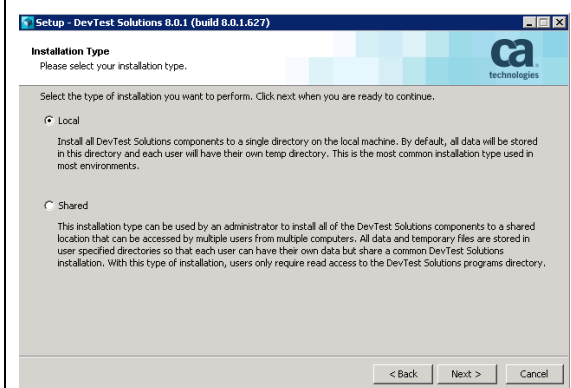 Setup - DevTest Solutions 8.0.1 (build 8.0.1.627)
Installation Type
Please select your installation type.
ca
technologies
Select the type of installation you want to perform. Click next when you are ready to continue.
Local
Install all DevTest Solutions components to a single directory on the local machine. By default, all data will be stored
in this directory and each user will have their own temp directory. This is the most common installation type used in
most environments.
Shared
This installation type can be used by an administrator to install all of the DevTest Solutions components to a shared
location that can be accessed by multiple users from multiple computers. All data and temporary files are stored in
user specified directories so that each user can have their own data but share a common DevTest Solutions
installation. With this type of installation, users only require read access to the DevTest Solutions programs directory.
< Back Next > Cancel